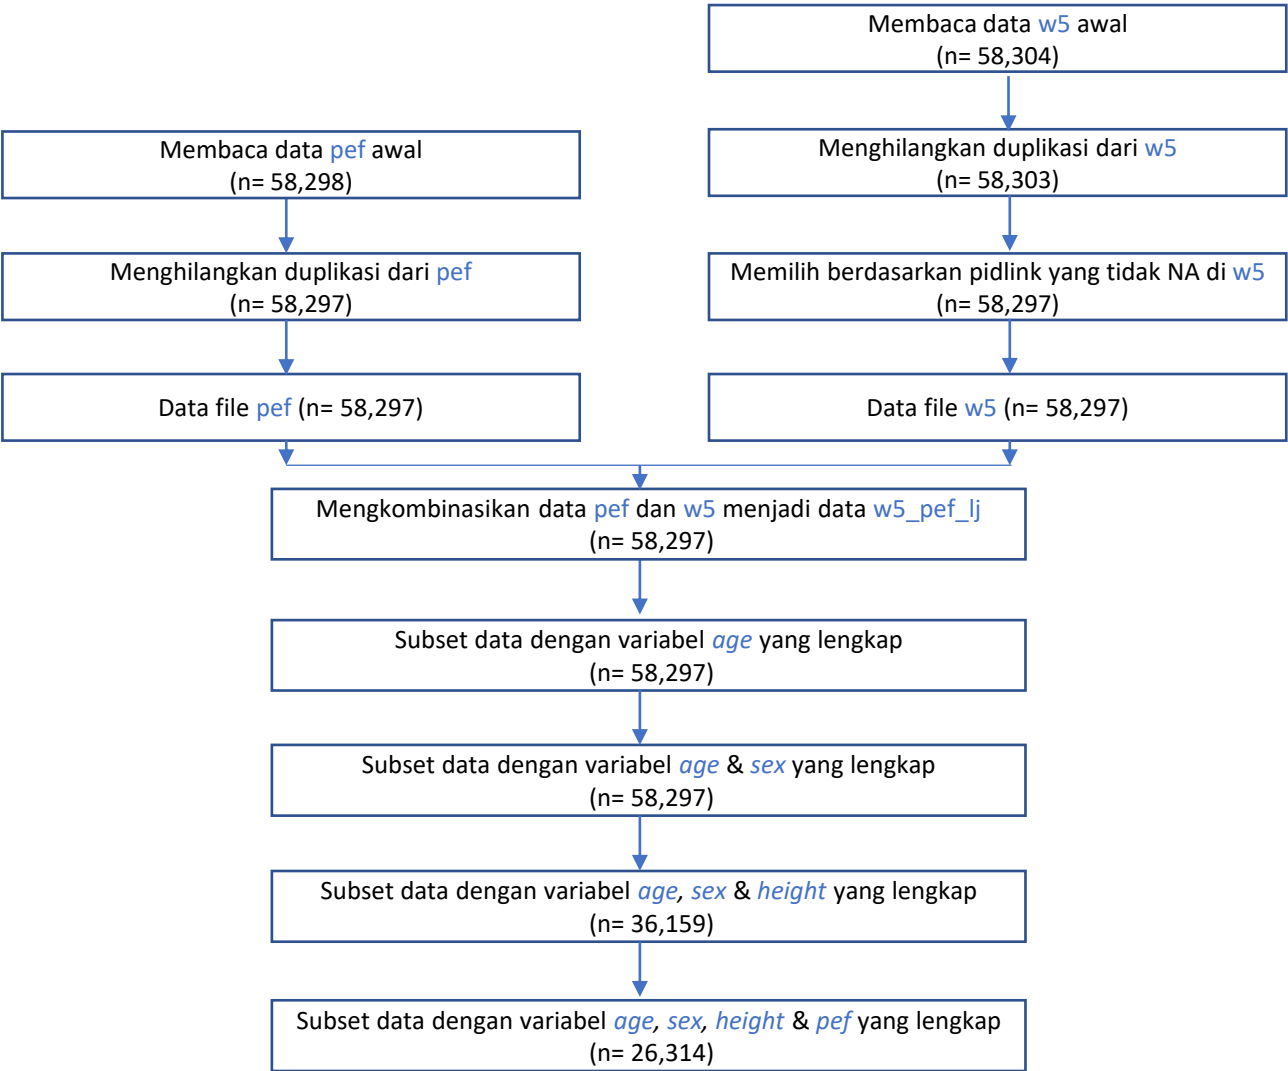 Membaca data w5 awal
(n= 58,304)
Membaca data pef awal
(n= 58,298)
Menghilangkan duplikasi dari w5
(n= 58,303)
Menghilangkan duplikasi dari pef
(n= 58,297)
Memilih berdasarkan pidlink yang tidak NA di w5
(n= 58,297)
Data file pef (n= 58,297)
Data file w5 (n= 58,297)
Mengkombinasikan data pef dan w5 menjadi data w5_pef_lj
(n= 58,297)
Subset data dengan variabel age yang lengkap
(n= 58,297)
Subset data dengan variabel age & sex yang lengkap
(n= 58,297)
Subset data dengan variabel age, sex & height yang lengkap
(n= 36,159)
Subset data dengan variabel age, sex, height & pef yang lengkap
(n= 26,314)